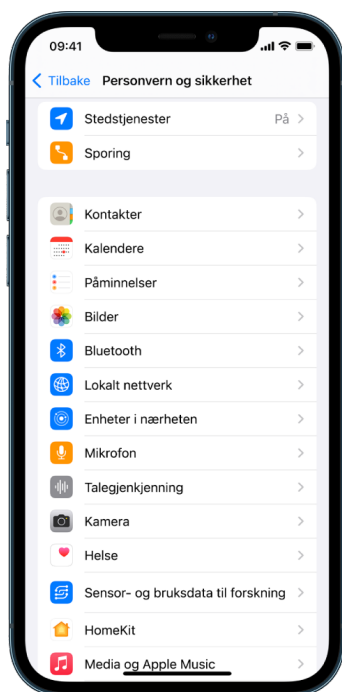 09:41
Tilbake Personvern og sikkerhet
Stedstjenester På
Sporing
Kontakter
Kalendere
Påminnelser
Bilder
Bluetooth
Lokalt nettverk
Enheter i nærheten
Mikrofon
Talegjenkjenning
Kamera
Helse
Sensor- og bruksdata til forskning
HomeKit
Media og Apple Music